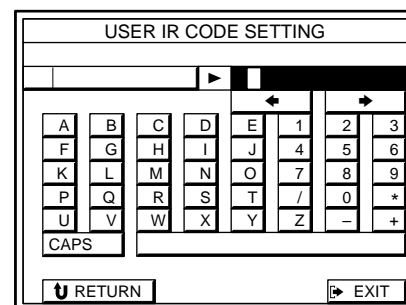 USER IR CODE SETTING
A B C D E 1 2 3
F G H I J 4 5 6
K L M N O 7 8 9
P Q R S T / 0 *
U V W X Y Z – +
CAPS
RETURN EXIT